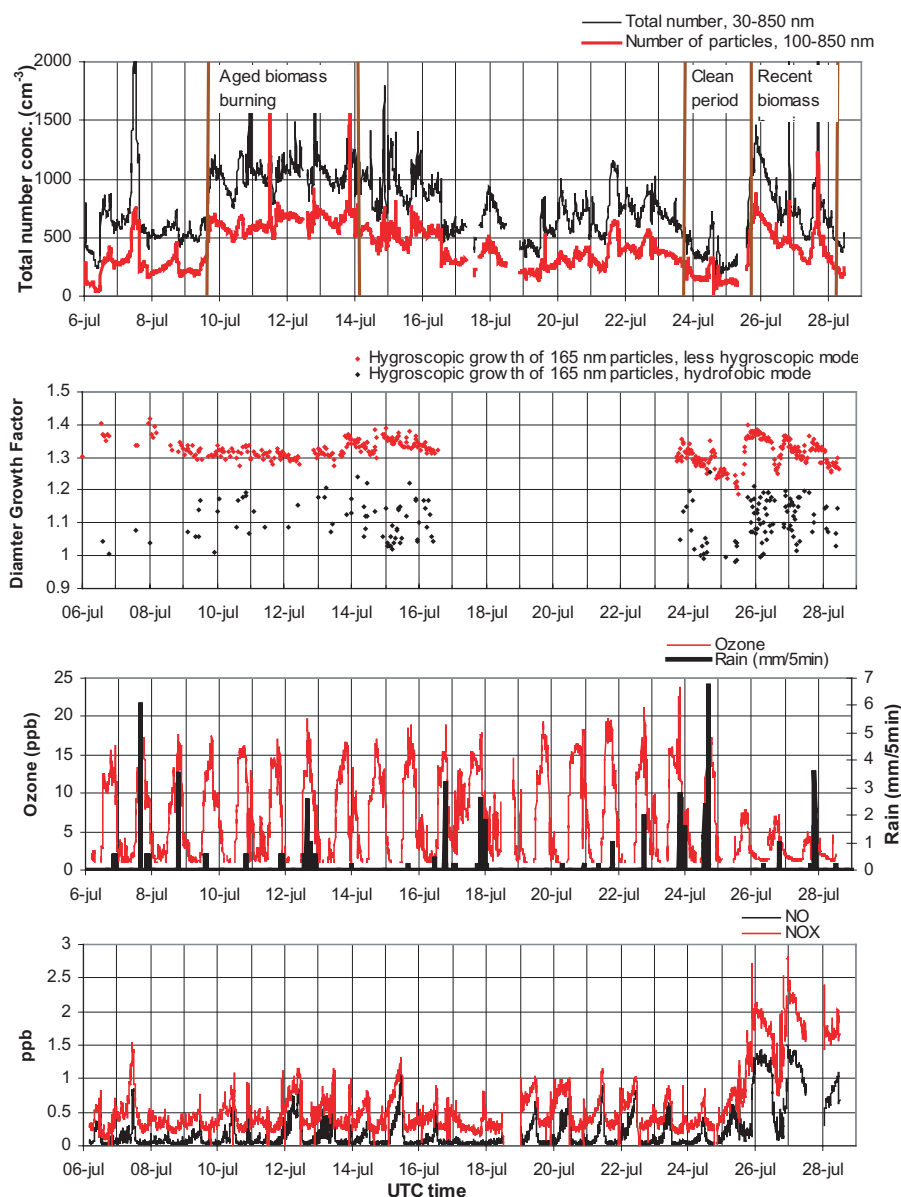 Total number, 30-850 nm
Number of particles, 100-850 nm
Total number conc. (cm-3)
2000
1500
1000
500
0
Aged biomass
burning
Clean
period
Recent
biomass
6-jul 8-jul 10-jul 12-jul 14-jul 16-jul 18-jul 20-jul 22-jul 24-jul 26-jul 28-jul
Hygroscopic growth of 165 nm particles, less hygroscopic mode
Hygroscopic growth of 165 nm particles, hydrofobic mode
Diamter Growth Factor
1.5
1.4
1.3
1.2
1.1
1
0.9
06-jul 08-jul 10-jul 12-jul 14-jul 16-jul 18-jul 20-jul 22-jul 24-jul 26-jul 28-jul
Ozone
Rain (mm/5min)
Ozone (ppb)
25
20
15
10
5
0
7
6
5
4
3
2
1
0
Rain (mm/5min)
6-jul 8-jul 10-jul 12-jul 14-jul 16-jul 18-jul 20-jul 22-jul 24-jul 26-jul 28-jul
NO
NOX
ppb
3
2.5
2
1.5
1
0.5
0
06-jul 08-jul 10-jul 12-jul 14-jul 16-jul 18-jul 20-jul 22-jul 24-jul 26-jul 28-jul
UTC time